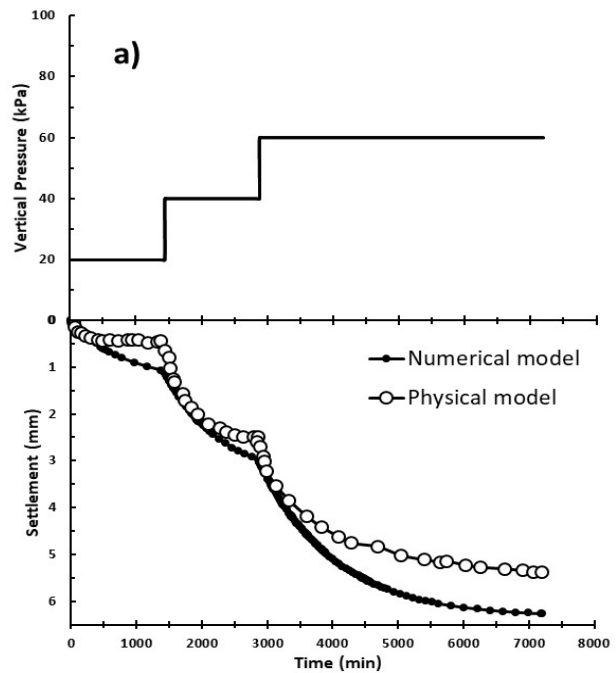 100
a)
80
60
40
20
0
Vertical Pressure (kPa)
0
1
2
3
4
5
6
Settlement (mm)
Numerical model
Physical model
0 1000 2000 3000 4000 5000 6000 7000 8000
Time (min)